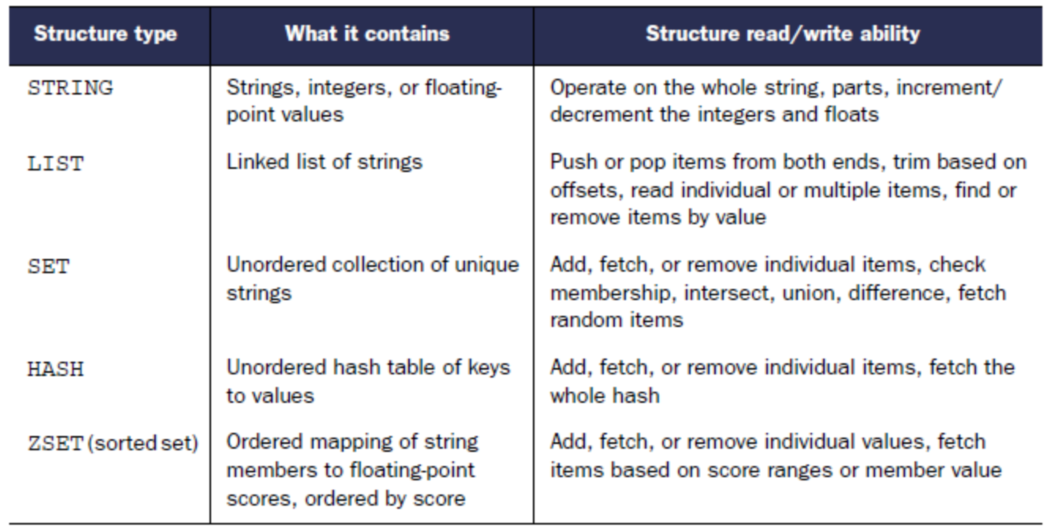 Structure type What it contains Structure read/write ability
STRING Strings, integers, or floating- Operate on the whole string, parts, increment/
point values decrement the integers and floats
LIST Linked list of strings Push or pop items from both ends, trim based on
offsets, read individual or multiple items, find or
remove items by value
SET Unordered collection of unique Add, fetch, or remove individual items, check
strings membership, intersect, union, difference, fetch
random items
HASH Unordered hash table of keys Add, fetch, or remove individual items, fetch the
to values whole hash
ZSET (sorted set) Ordered mapping of string Add, fetch, or remove individual values, fetch
members to floating-point items based on score ranges or member value
scores, ordered by score